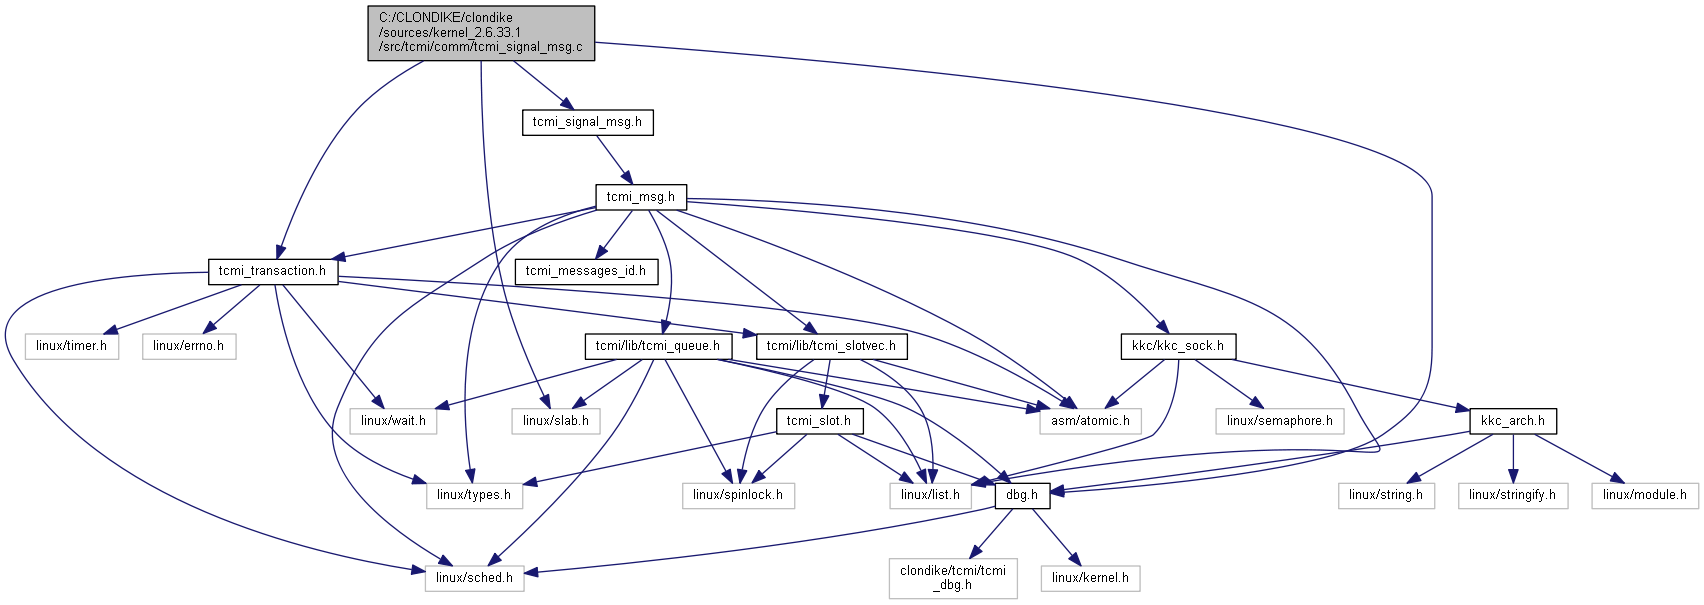 C:/CLONDIKE/clondike
/sources/kernel_2.6.33.1
/src/tcmi/comm/tcmi_signal_msg.c
tcmi_signal_msg.h
tcmi_msg.h
tcmi_transaction.h
tcmi_messages_id.h
linux/timer.h
linux/errno.h
tcmi/lib/tcmi_queue.h
tcmi/lib/tcmi_slotvec.h
kkc/kkc_sock.h
linux/wait.h
linux/slab.h
tcmi_slot.h
asm/atomic.h
linux/semaphore.h
kkc_arch.h
linux/types.h
linux/spinlock.h
linux/list.h
dbg.h
linux/string.h
linux/stringify.h
linux/module.h
linux/sched.h
clondike/tcmi/tcmi
_dbg.h
linux/kernel.h